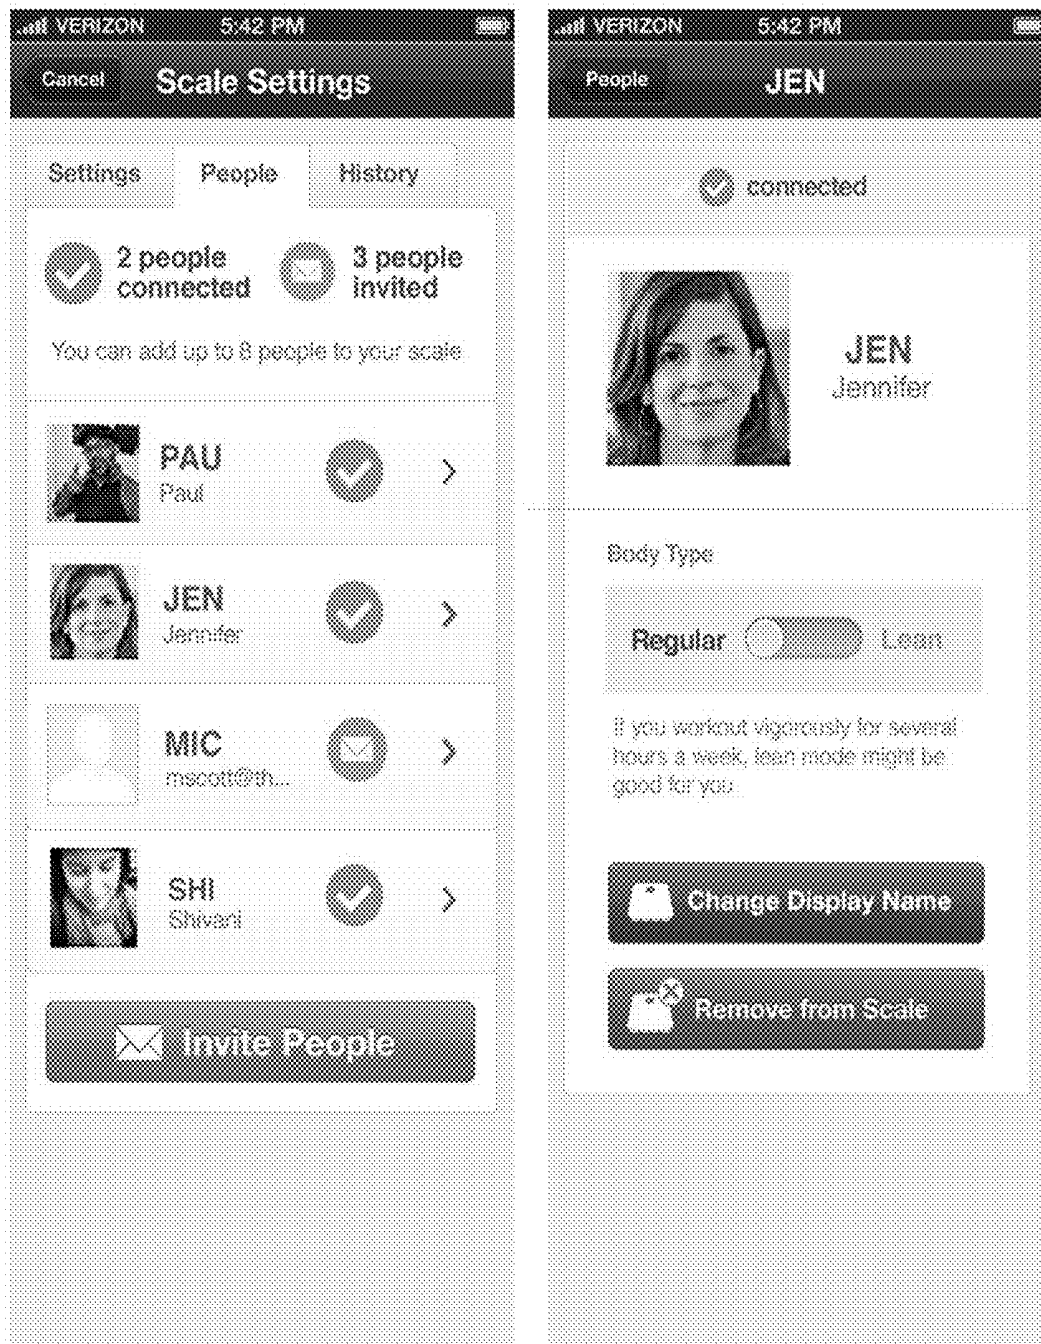 VERIZON 5:42 PM
Cancel Scale Settings
Settings People History
2 people
connected
3 people
invited
You can add up to 8 people to your scale
PAU
Paul
JEN
Jennifer
MIC
mscott@th...
SHI
Shivani
Invite People
VERIZON 5:42 PM
People JEN
connected
JEN
Jennifer
Body Type
Regular Lean
If you workout vigorously for several
hours a week, lean mode might be
good for you
Change Display Name
Remove from Scale